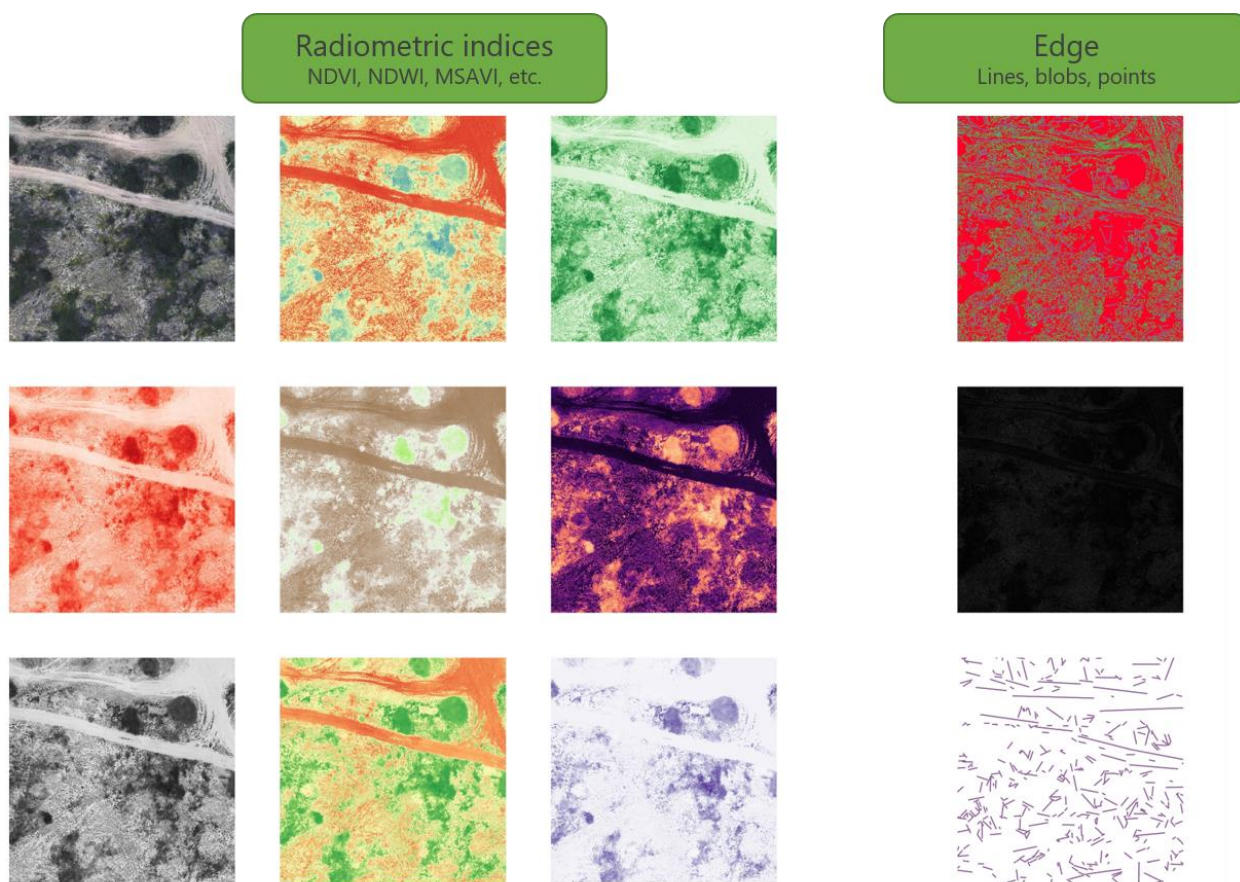 Radiometric indices
NDVI, NDWI, MSAVI, etc.
Edge
Lines, blobs, points